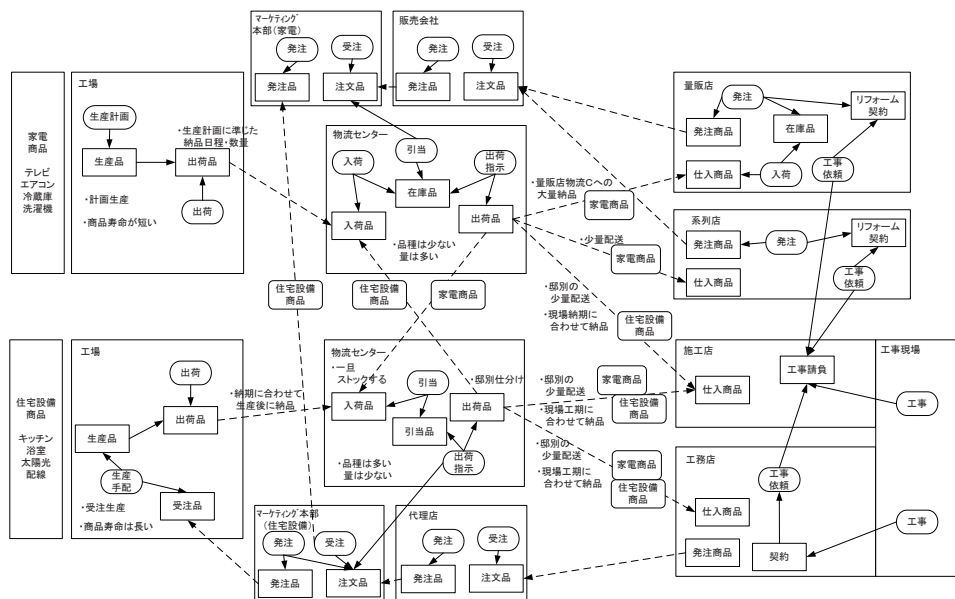 マーケティング
本部(家電)
発注
受注
発注品
注文品
販売会社
発注
受注
発注品
注文品
家電
商品
テレビ
エアコン
冷蔵庫
洗濯機
工場
生産計画
・生産計画に準じた
納品日程・数量
生産品
出荷品
・計画生産
出荷
・商品寿命が短い
物流センター
入荷
引当
出荷
指示
在庫品
入荷品
出荷品
・品種は少ない
量は多い
・量販店物流Cへの
大量納品
家電商品
・少量配送
家電商品
量販店
発注
リフォーム
契約
発注商品
在庫品
仕入商品
入荷
工事
依頼
系列店
発注商品
発注
リフォーム
契約
仕入商品
工事
依頼
住宅設備
商品
住宅設備
商品
家電商品
・邸別の
少量配送
・現場納期に
合わせて納品
住宅設備
商品
住宅設備
商品
キッチン
浴室
太陽光
配線
工場
出荷
・納期に合わせて
生産後に納品
出荷品
生産品
生産
手配
・受注生産
受注品
・商品寿命は長い
物流センター
・一旦
ストックする
引当
・邸別仕分け
入荷品
出荷品
引当品
出荷
指示
・品種は多い
量は少ない
・邸別の
少量配送
家電商品
・現場工期に
合わせて納品
住宅設備
商品
・邸別の
少量配送
家電商品
・現場工期に
合わせて納品
住宅設備
商品
施工店
工事現場
仕入商品
工事請負
工事
工務店
工事
依頼
仕入商品
工事
発注商品
契約
マーケティング本部
(住宅設備)
発注
受注
発注品
注文品
代理店
発注
受注
発注品
注文品